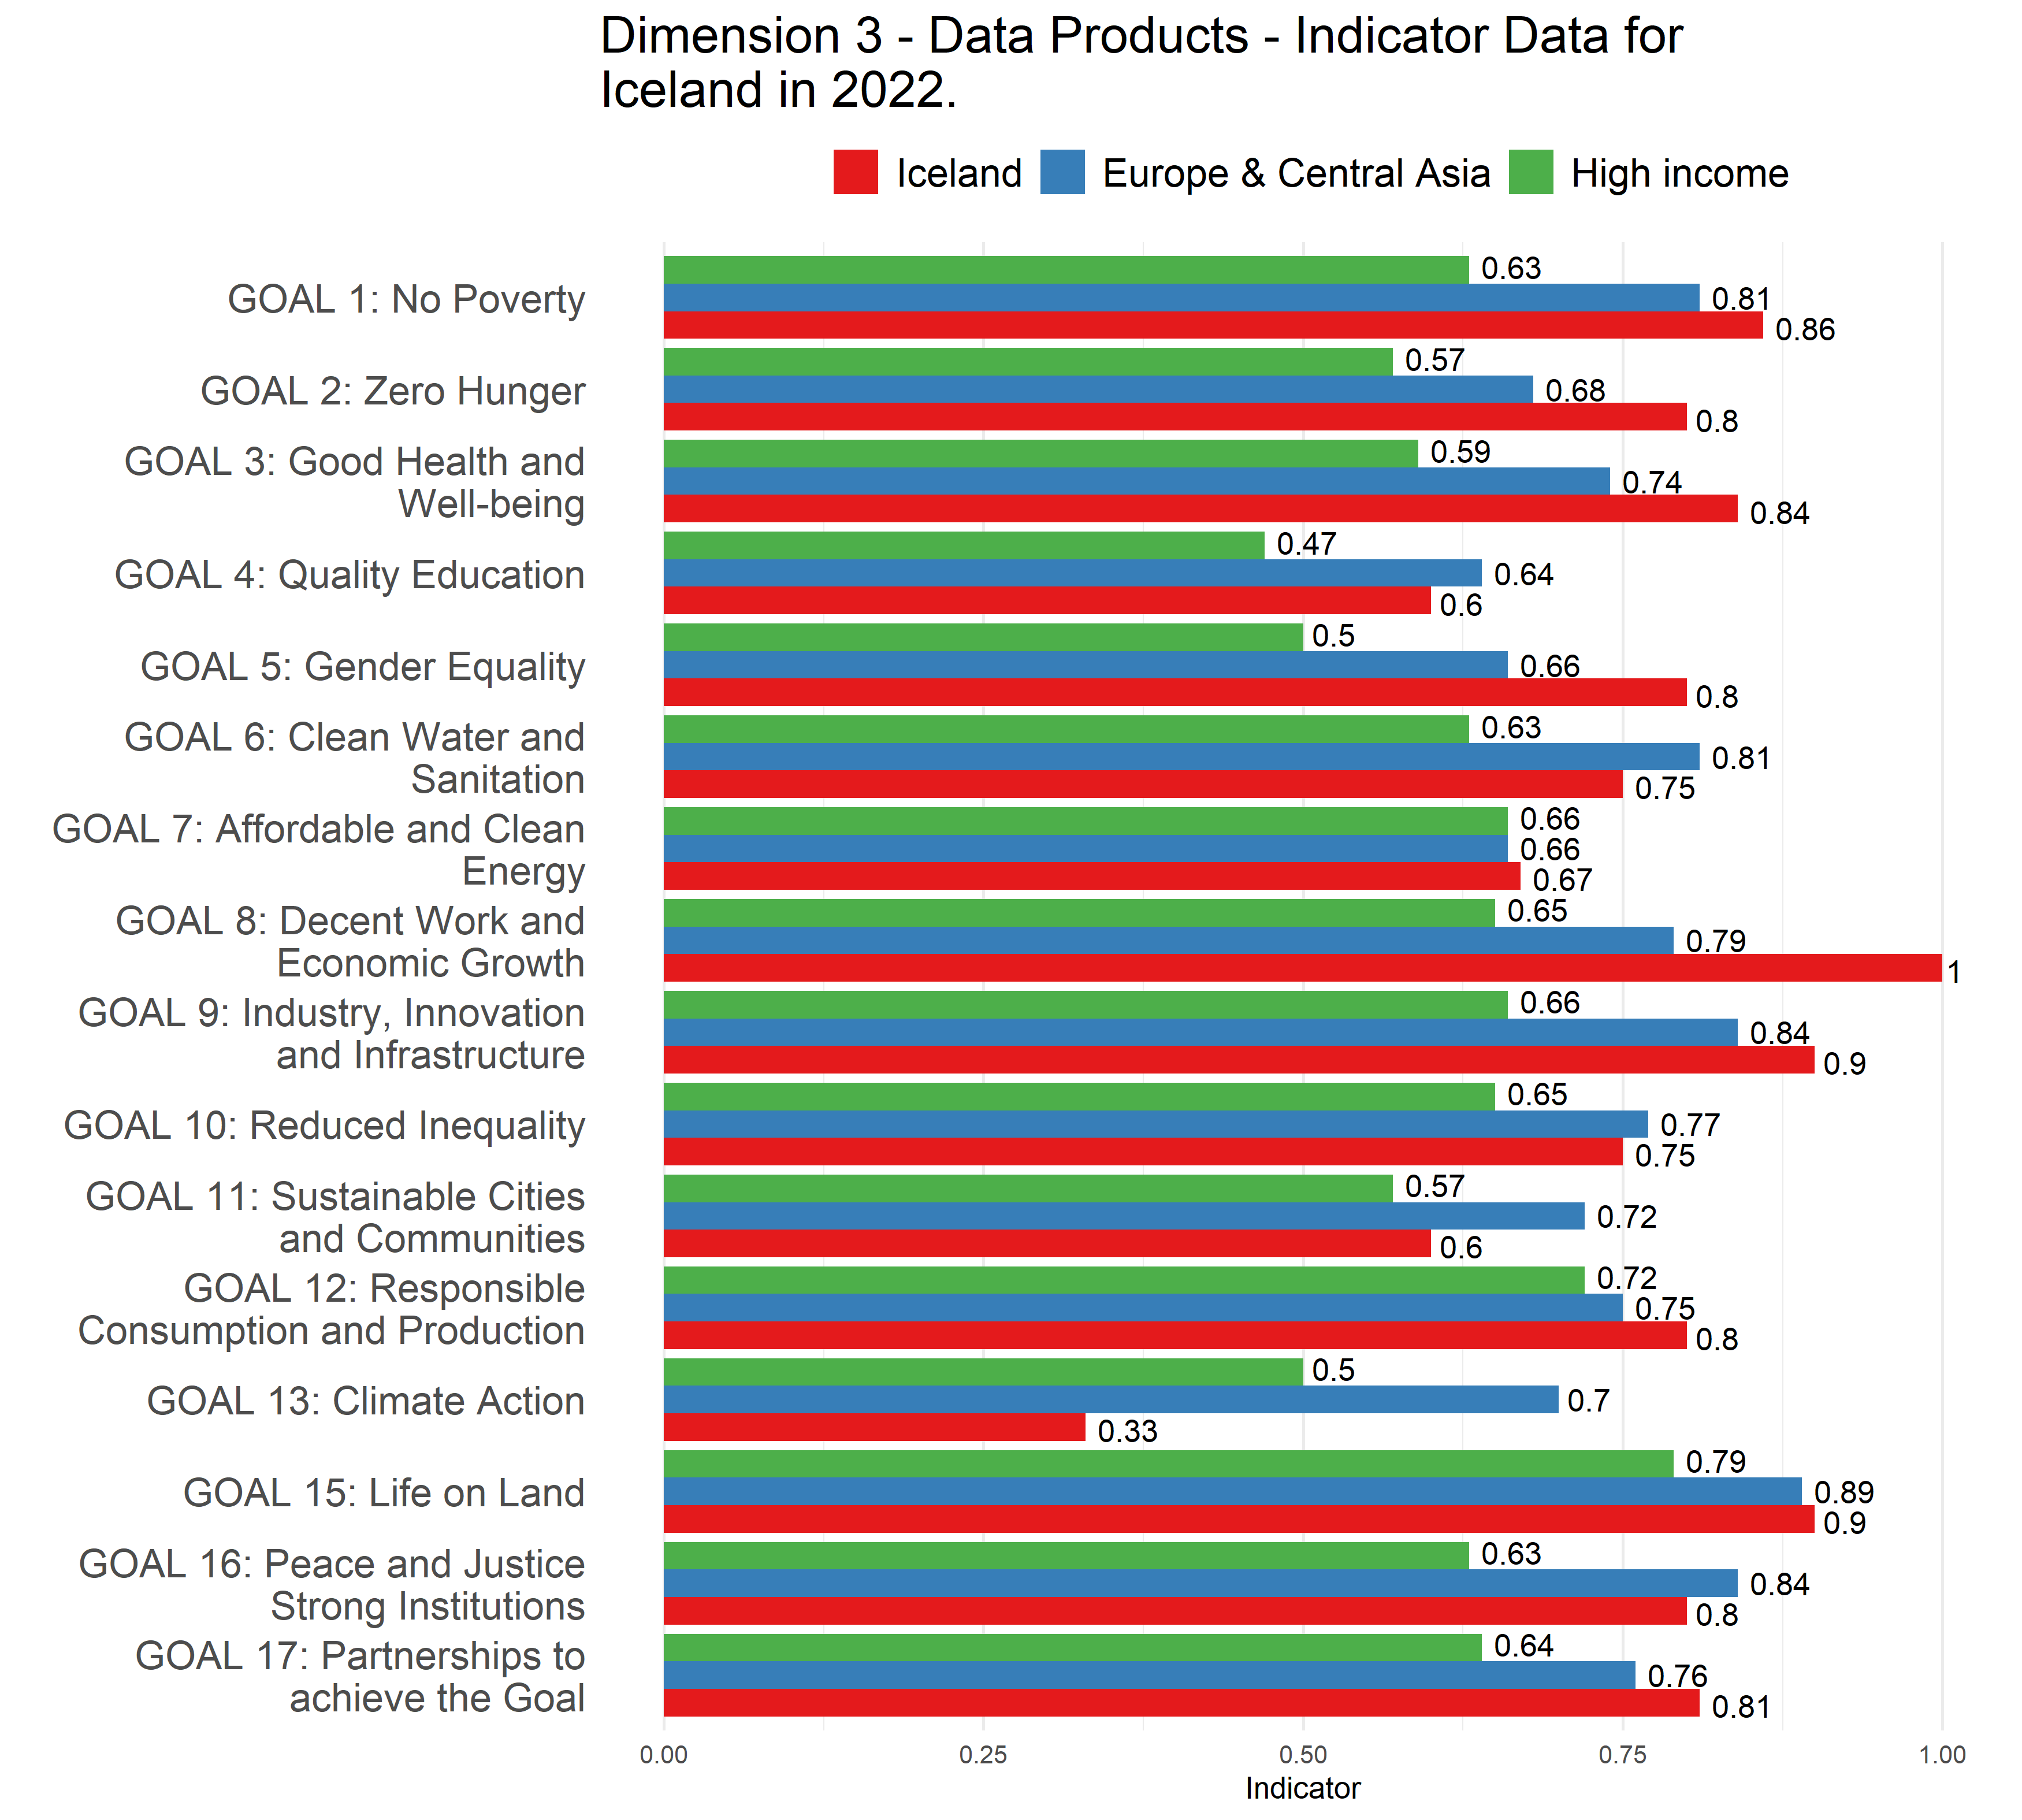 Dimension 3 - Data Products - Indicator Data for
Iceland in 2022.
Iceland
Europe & Central Asia
High income
GOAL 1: No Poverty
0.63
0.81
0.86
GOAL 2: Zero Hunger
0.57
0.68
0.8
GOAL 3: Good Health and
Well-being
0.59
0.74
0.84
GOAL 4: Quality Education
0.47
0.64
0.6
GOAL 5: Gender Equality
0.5
0.66
0.8
GOAL 6: Clean Water and
Sanitation
0.63
0.81
0.75
GOAL 7: Affordable and Clean
Energy
0.66
0.66
0.67
GOAL 8: Decent Work and
Economic Growth
0.65
0.79
1
GOAL 9: Industry, Innovation
and Infrastructure
0.66
0.84
0.9
GOAL 10: Reduced Inequality
0.65
0.77
0.75
GOAL 11: Sustainable Cities
and Communities
0.57
0.72
0.6
GOAL 12: Responsible
Consumption and Production
0.72
0.75
0.8
GOAL 13: Climate Action
0.5
0.7
0.33
GOAL 15: Life on Land
0.79
0.89
0.9
GOAL 16: Peace and Justice
Strong Institutions
0.63
0.84
0.8
GOAL 17: Partnerships to
achieve the Goal
0.64
0.76
0.81
0.00 0.25 0.50 0.75 1.00
Indicator